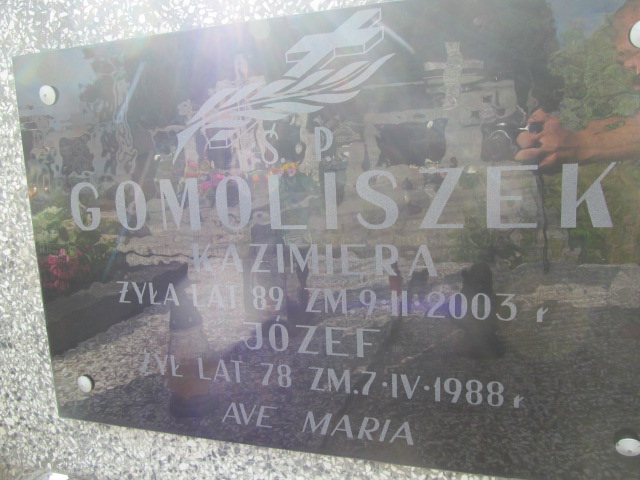 Ś. P.
GOMOLISZEK
KAZIMIERA
ŻYŁA LAT 89 ZM. 9·II·2003 r
JÓZEF
ŻYŁ LAT 78 ZM. 7·IV·1988 r
AVE MARIA